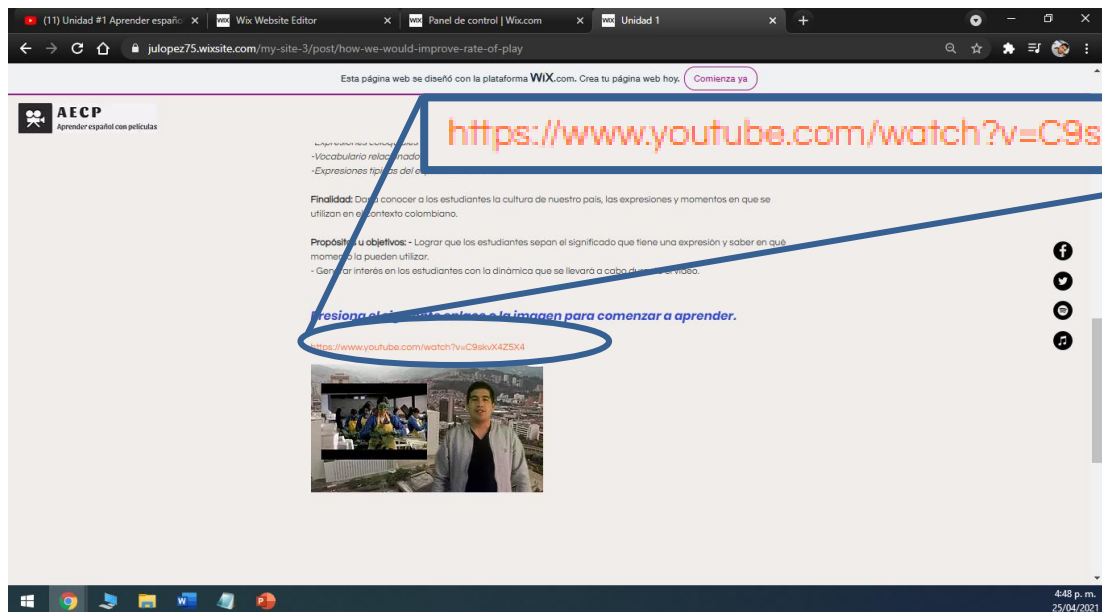 (11) Unidad #1 Aprender españo
Wix Website Editor
Panel de control | Wix.com
Unidad 1
julopez75.wixsite.com/my-site-3/post/how-we-would-improve-rate-of-play
Esta página web se diseñó con la plataforma WiX.com. Crea tu página web hoy. Comienza ya
AECP
Aprender español con películas
https://www.youtube.com/watch?v=C9s
-Expresiones
-Vocabulario
-Expresiones típicas del
Finalidad: Dar a conocer a los estudiantes la cultura de nuestro país, las expresiones y momentos en que se
utilizan en el contexto colombiano.
Propósitos u objetivos: - Lograr que los estudiantes sepan el significado que tiene una expresión y saber en qué
momento la pueden utilizar.
- Generar interés en los estudiantes con la dinámica que se llevará a cabo durante el video.
Presiona el siguiente enlace o la imagen para comenzar a aprender.
https://www.youtube.com/watch?v=C9skvX4Z5X4
4:48 p. m.
25/04/2021